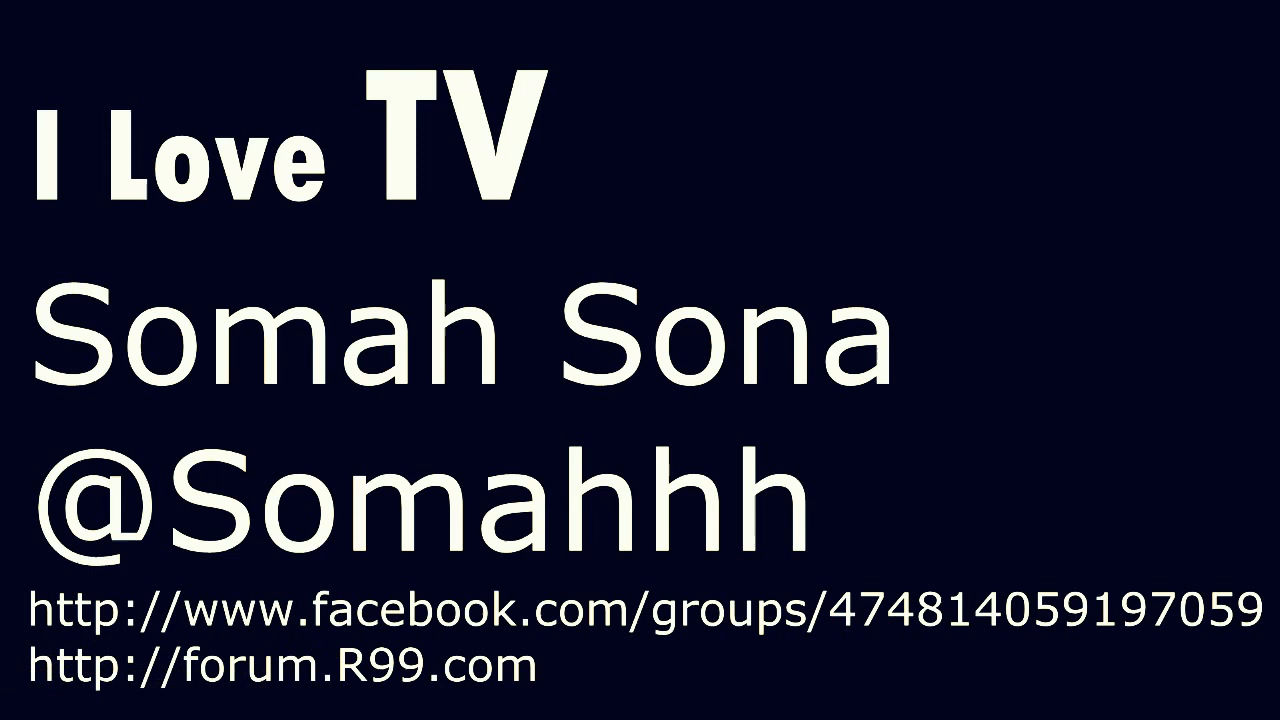 I Love TV
Somah Sona
@Somahhh
http://www.facebook.com/groups/474814059197059
http://forum.R99.com